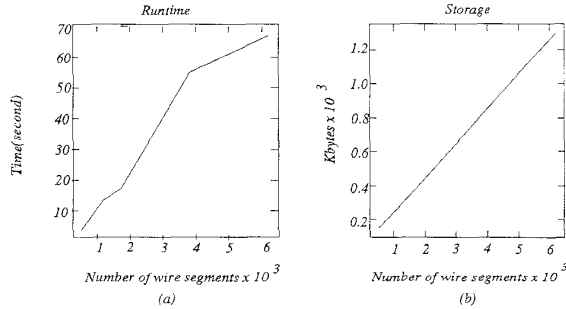 Runtime
70
60
50
40
30
20
10
Time(second)
1 2 3 4 5 6
Number of wire segments x 10 3
(a)
Storage
1.2
1.0
0.8
0.6
0.4
0.2
Kbytes x 10 3
1 2 3 4 5 6
Number of wire segments x 10 3
(b)